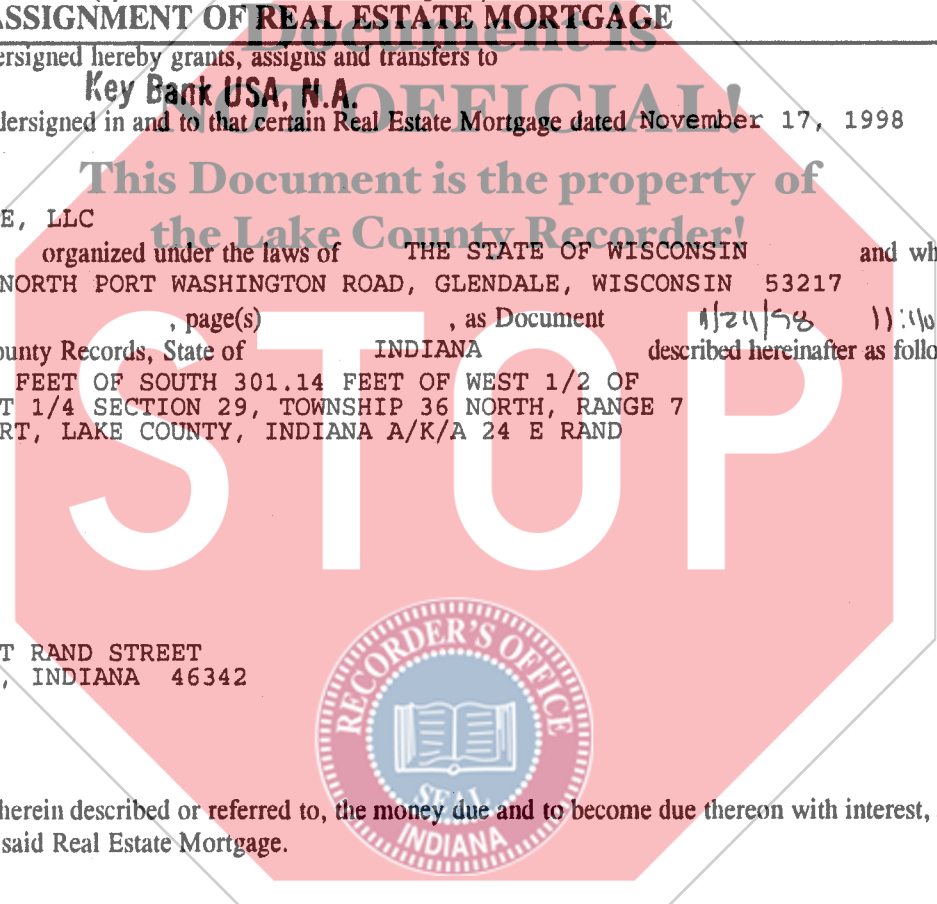 ASSIGNMENT OF REAL ESTATE MORTGAGE
Document is
ersigned hereby grants, assigns and transfers to
Key Bank USA, N.A.
NOT OFFICIAL!
dersigned in and to that certain Real Estate Mortgage dated November 17, 1998
This Document is the property of
E, LLC
the Lake County Recorder!
organized under the laws of THE STATE OF WISCONSIN and wh
NORTH PORT WASHINGTON ROAD, GLENDALE, WISCONSIN 53217
, page(s) , as Document
ounty Records, State of INDIANA described hereinafter as follo
FEET OF SOUTH 301.14 FEET OF WEST 1/2 OF
T 1/4 SECTION 29, TOWNSHIP 36 NORTH, RANGE 7
RT, LAKE COUNTY, INDIANA A/K/A 24 E RAND
STOP
T RAND STREET
, INDIANA 46342
RECORDER'S OFFICE
SEAL
INDIANA
herein described or referred to, the money due and to become due thereon with interest,
said Real Estate Mortgage.